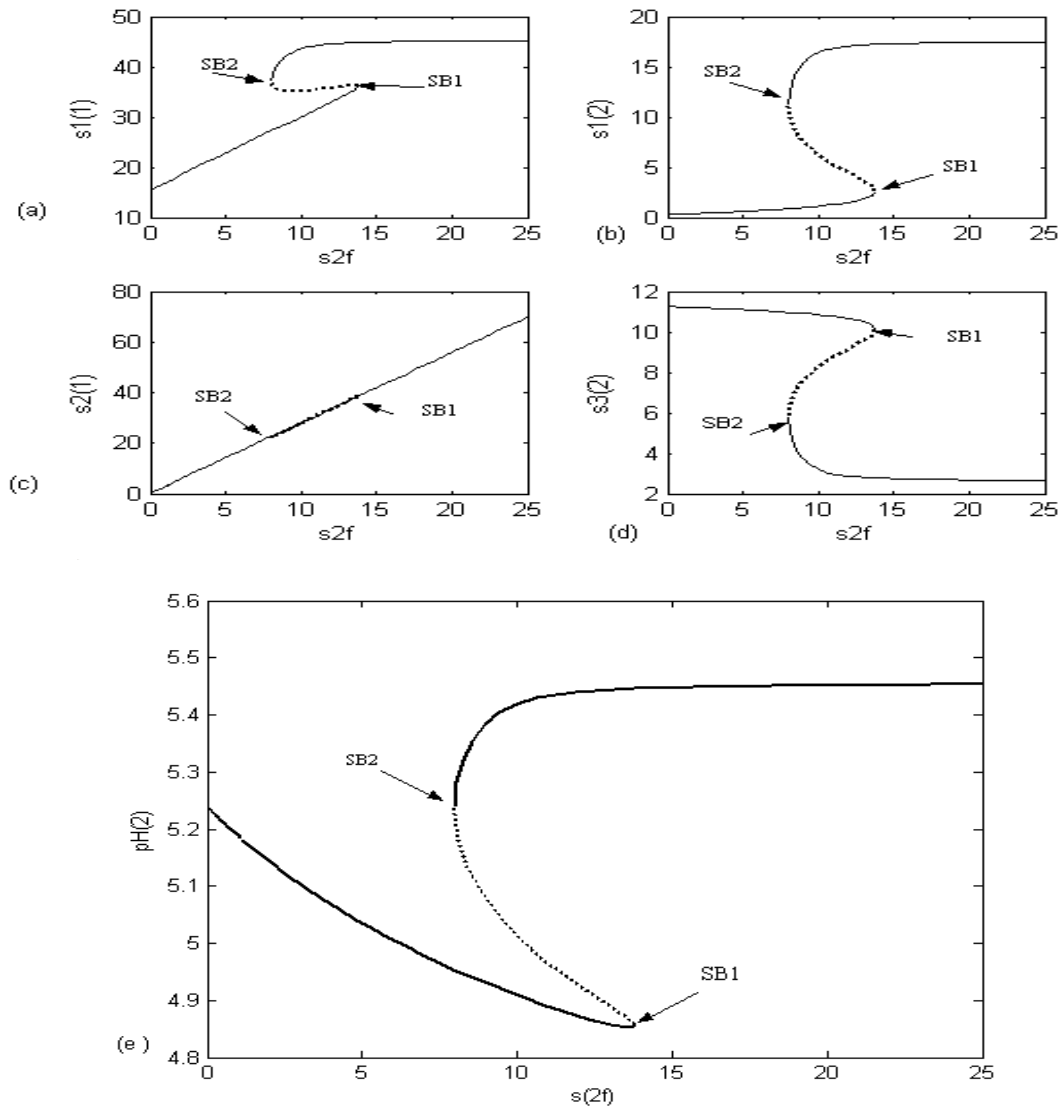 50
40
30
20
10
s1(1)
SB2
SB1
0 5 10 15 20 25
s2f
(a)
20
15
10
5
0
s1(2)
SB2
SB1
0 5 10 15 20 25
s2f
(b)
80
60
40
20
0
s2(1)
SB2
SB1
0 5 10 15 20 25
s2f
(c)
12
10
8
6
4
2
s3(2)
SB1
SB2
0 5 10 15 20 25
s2f
(d)
5.6
5.5
5.4
5.3
5.2
5.1
5
4.9
4.8
pH(2)
SB2
SB1
0 5 10 15 20 25
s(2f)
(e )